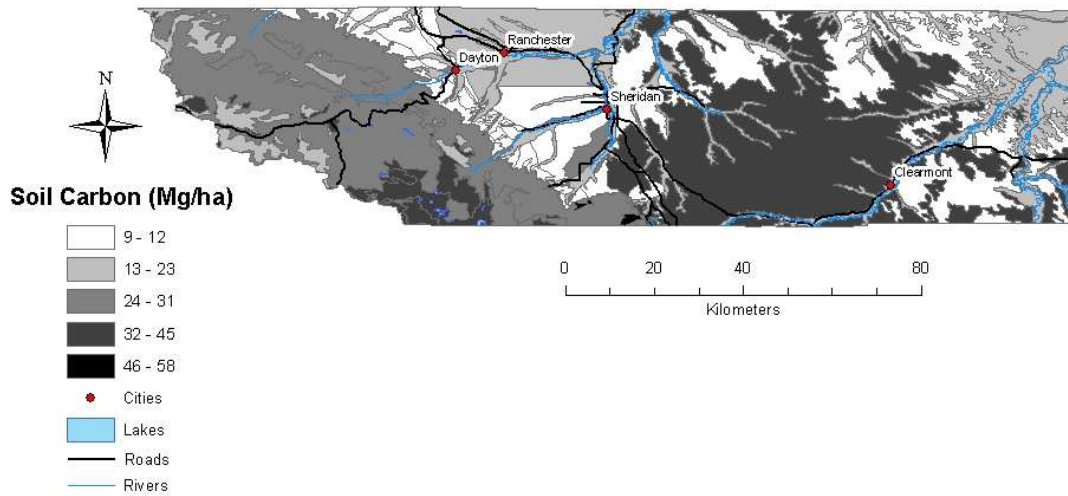 Ranchester
Dayton
Sheridan
Clearmont
N
Soil Carbon (Mg/ha)
9 - 12
13 - 23
24 - 31
32 - 45
46 - 58
Cities
Lakes
Roads
Rivers
0 20 40 80
Kilometers